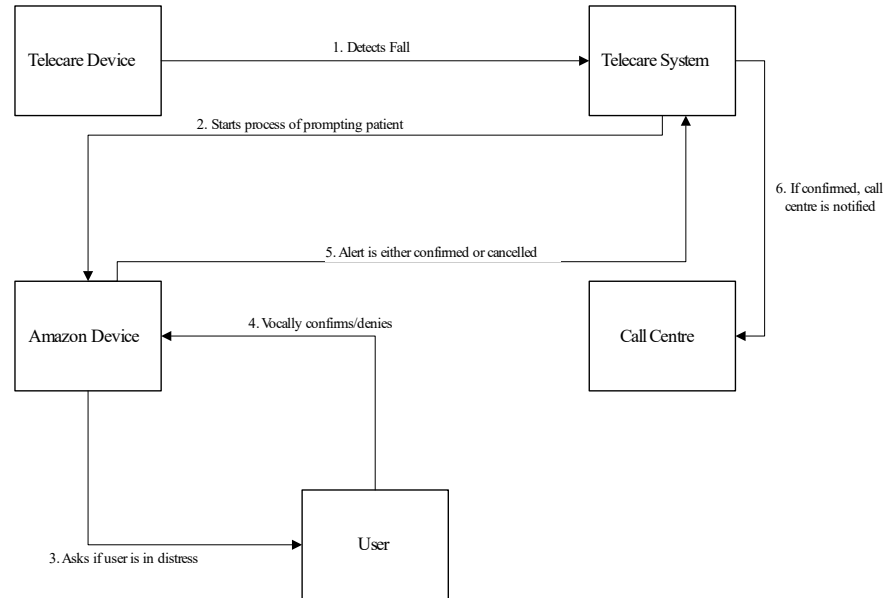 Telecare Device
1. Detects Fall
Telecare System
2. Starts process of prompting patient
6. If confirmed, call
centre is notified
5. Alert is either confirmed or cancelled
Amazon Device
4. Vocally confirms/denies
Call Centre
3. Asks if user is in distress
User